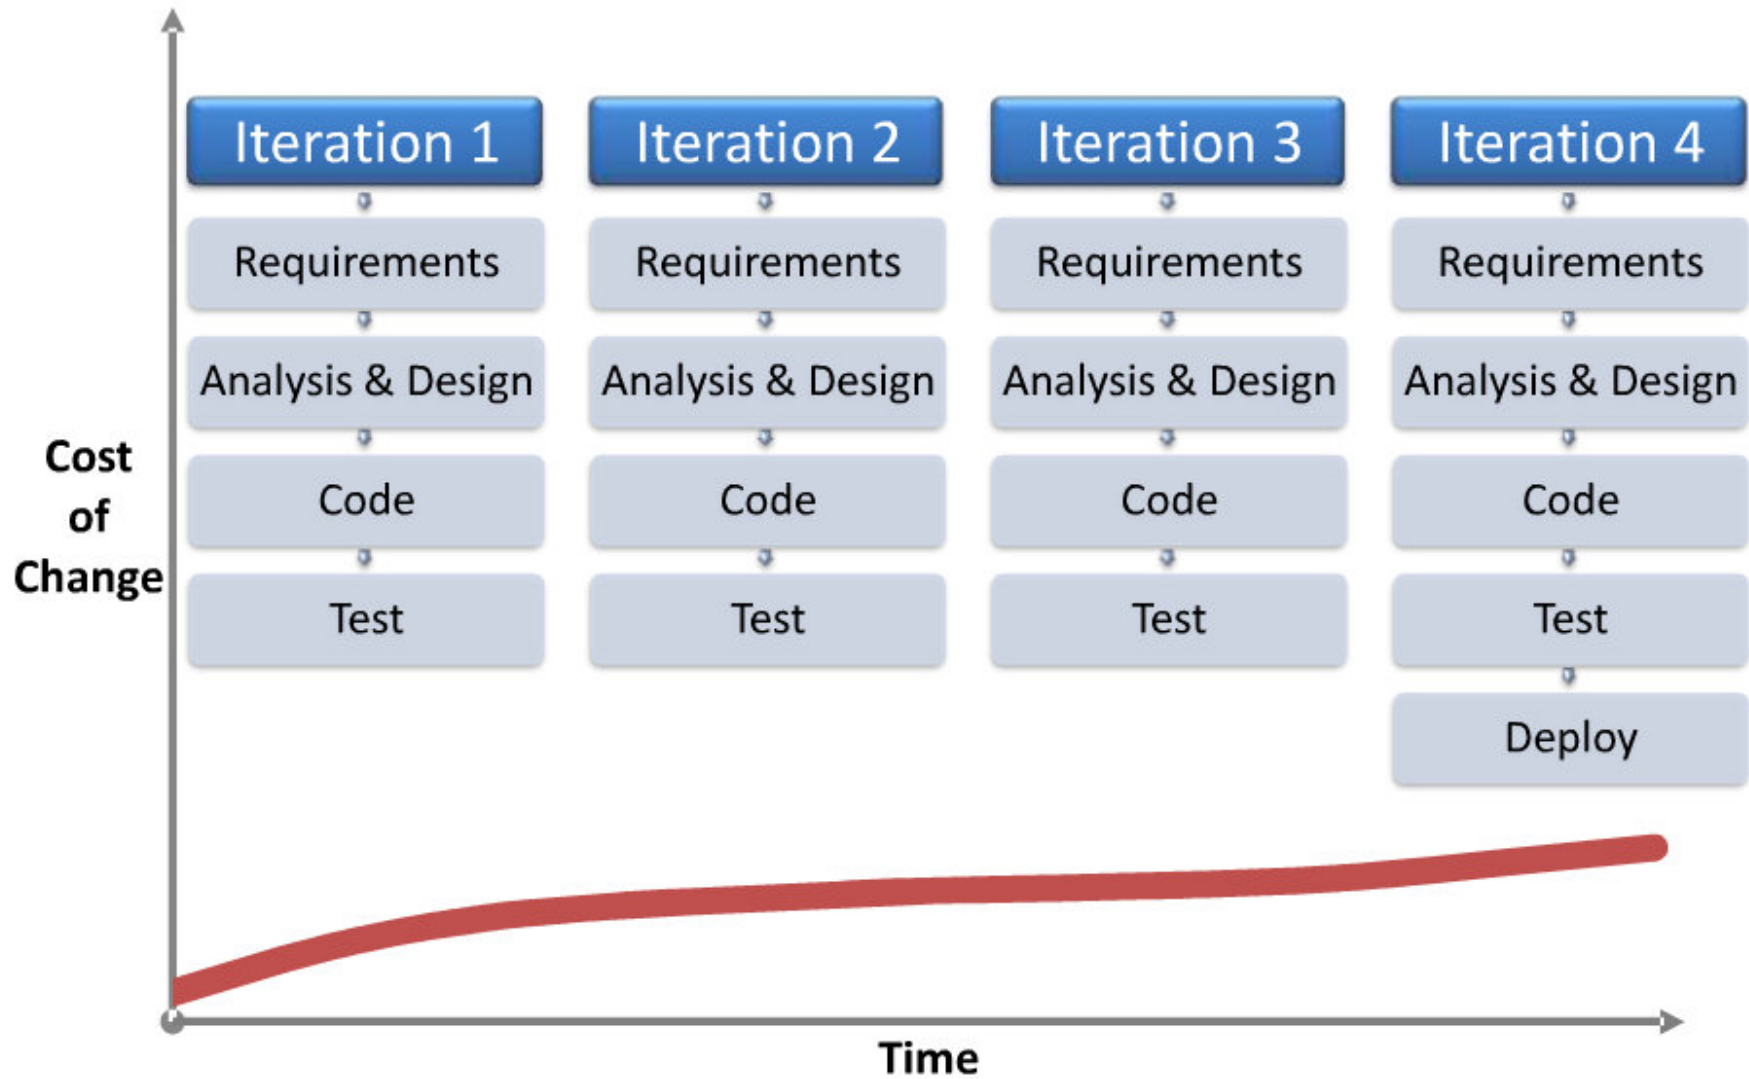 Iteration 1
Requirements
Analysis & Design
Code
Test
Iteration 2
Requirements
Analysis & Design
Code
Test
Iteration 3
Requirements
Analysis & Design
Code
Test
Iteration 4
Requirements
Analysis & Design
Code
Test
Deploy
Cost
of
Change
Time